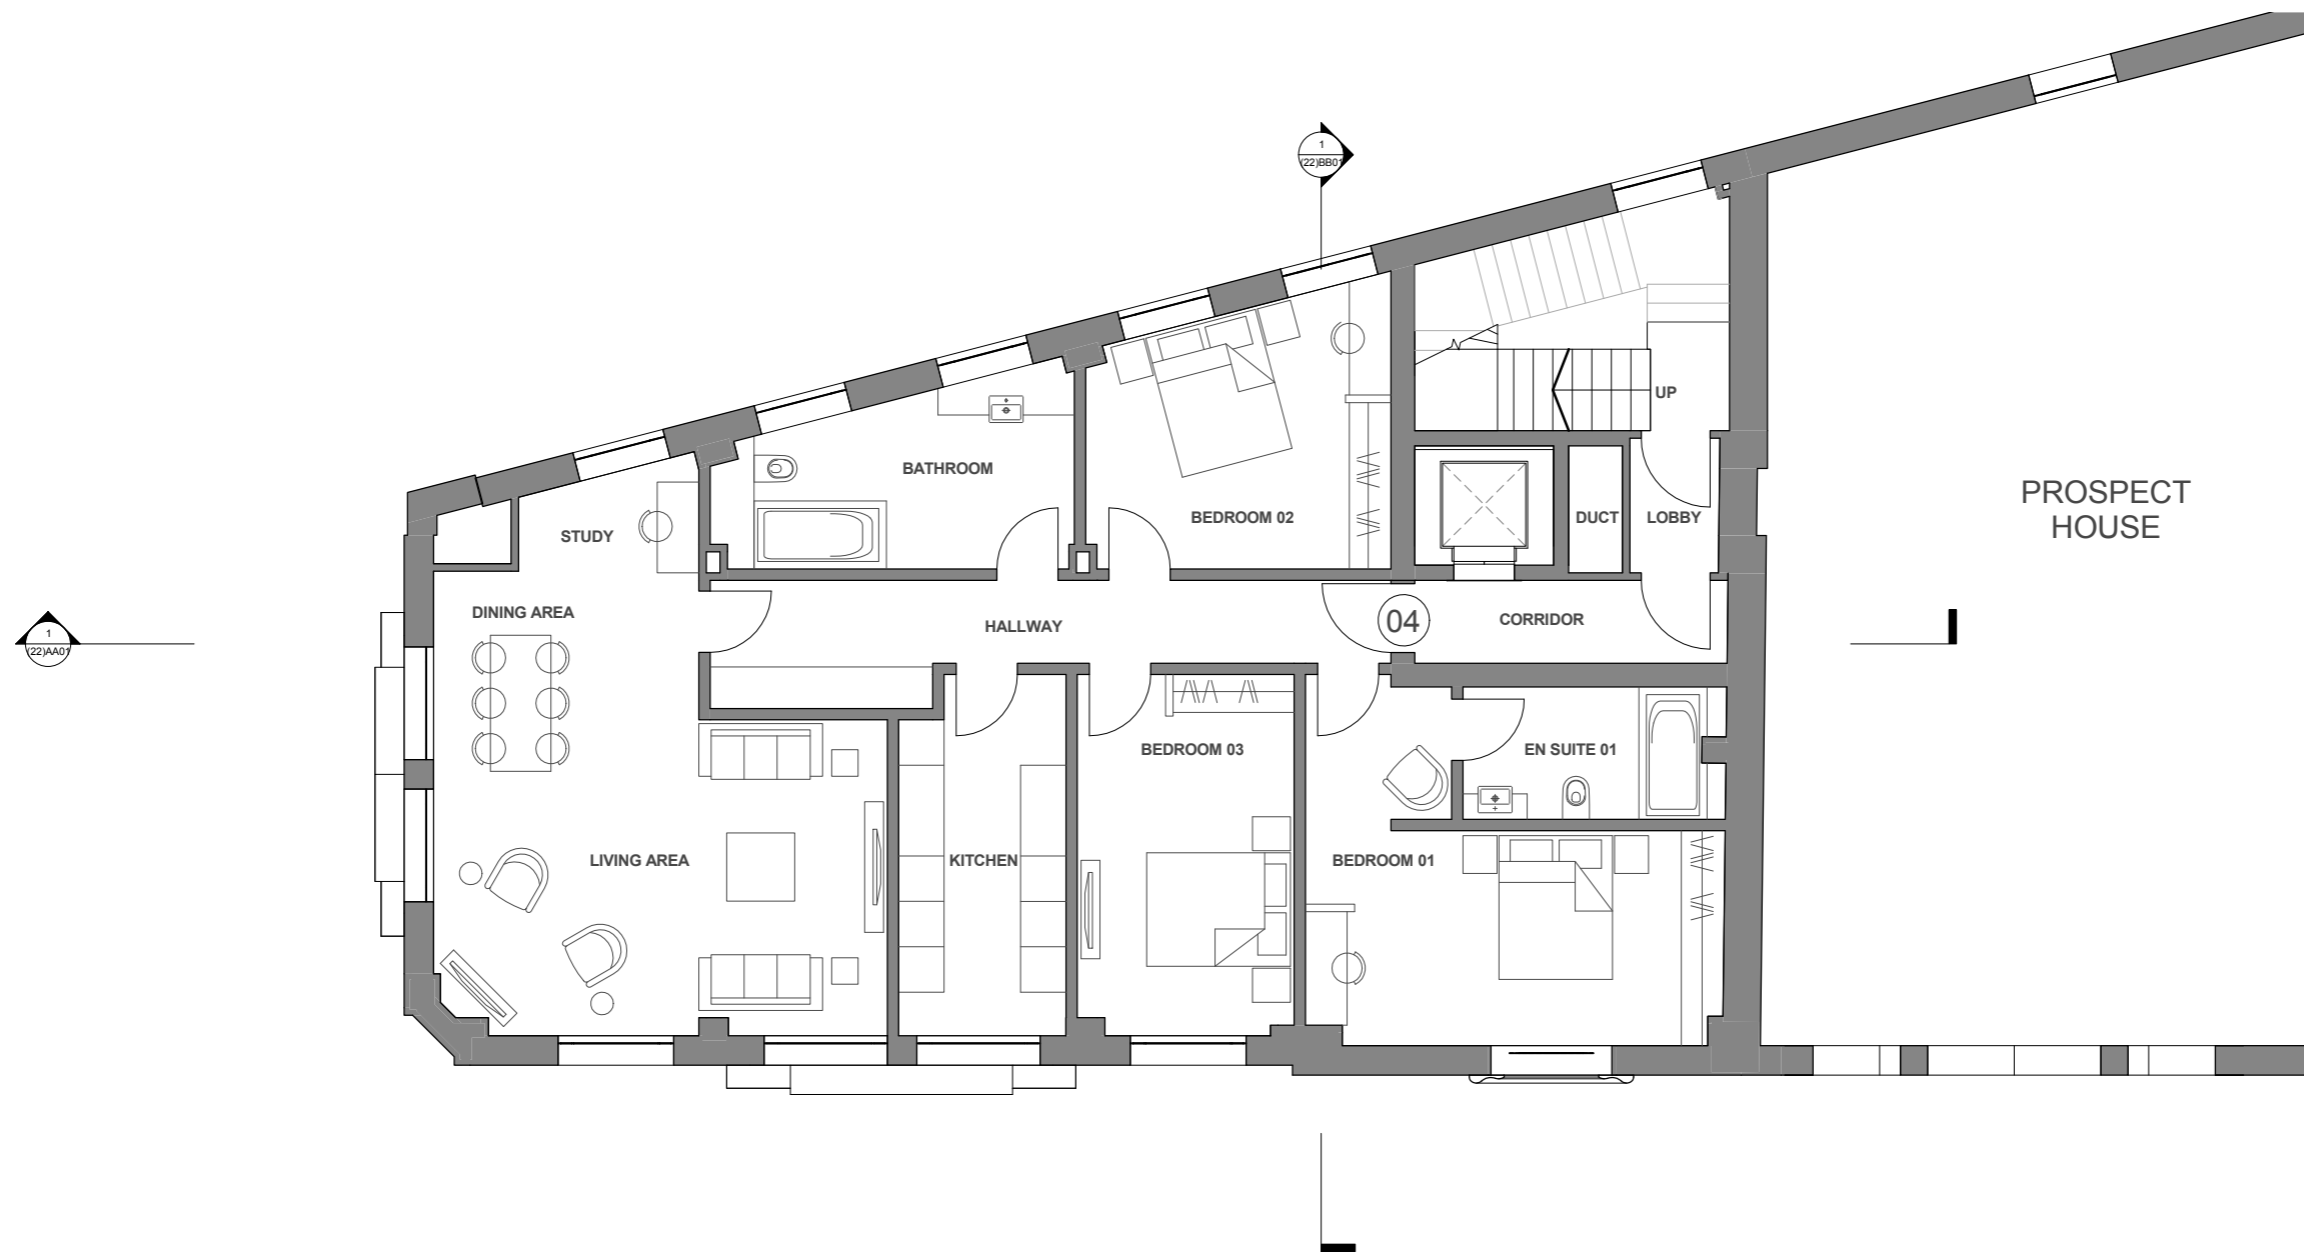 1
(22)BB01
UP
BATHROOM
BEDROOM 02
DUCT
LOBBY
PROSPECT
HOUSE
STUDY
DINING AREA
HALLWAY
04
CORRIDOR
1
(22)AA01
BEDROOM 03
EN SUITE 01
LIVING AREA
KITCHEN
BEDROOM 01